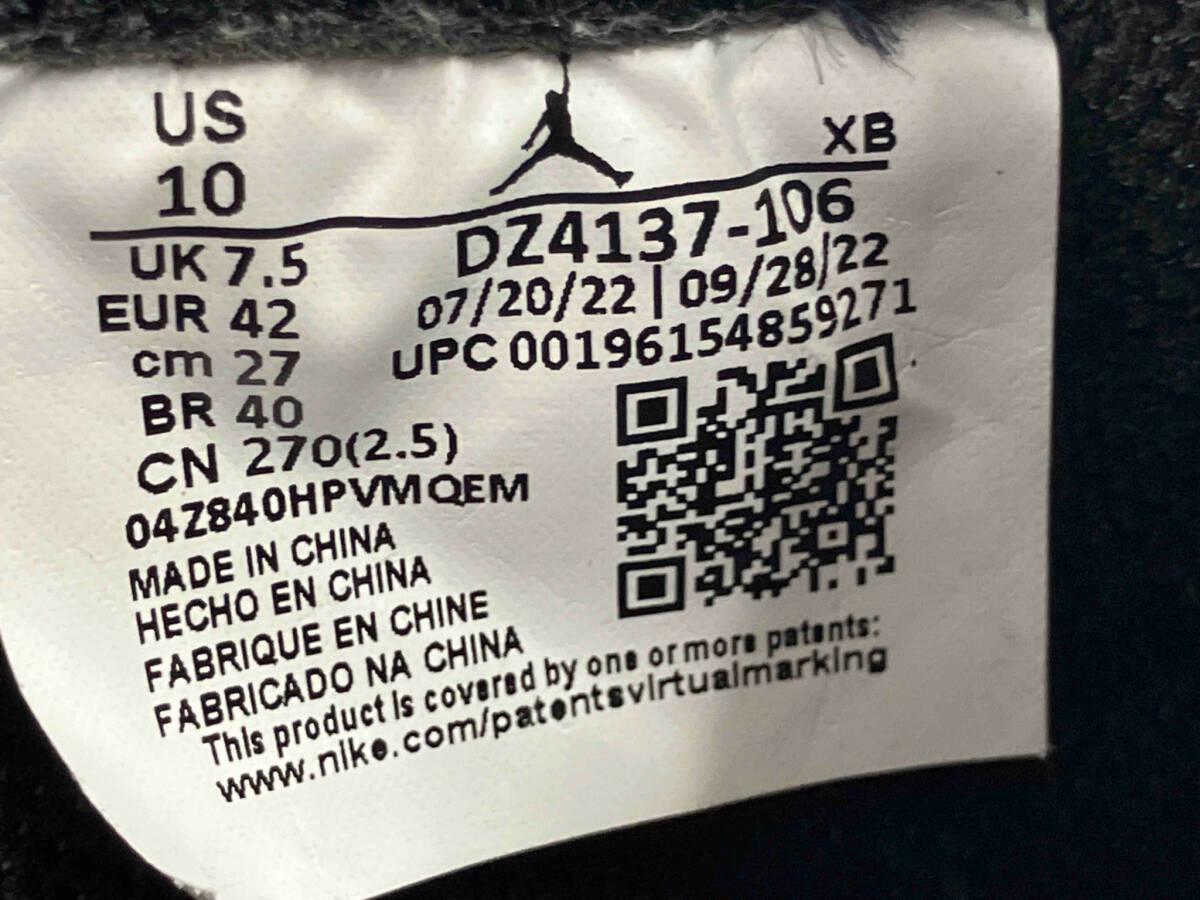 US
10
XB
UK 7.5
EUR 42
cm 27
BR 40
CN 270(2.5)
DZ4137-106
07/20/22 | 09/28/22
UPC 00196154859271
04Z840HPVMQEM
MADE IN CHINA
HECHO EN CHINA
FABRIQUE EN CHINE
FABRICADO NA CHINA
This product is covered by one or more patents:
www.nike.com/patentsvirtualmarking